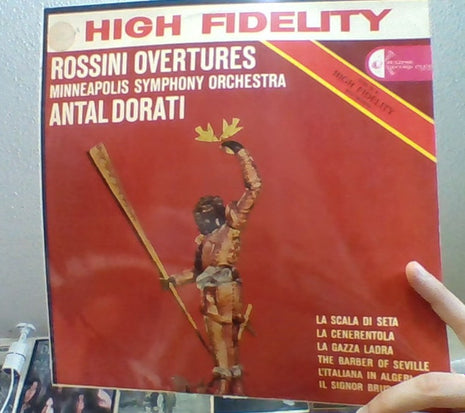 HIGH FIDELITY
ROSSINI OVERTURES
MINNEAPOLIS SYMPHONY ORCHESTRA
ANTAL DORATI
HIGH FIDELITY
LA SCALA DI SETA
LA CENERENTOLA
LA GAZZA LADRA
THE BARBER OF SEVILLE
L'ITALIANA IN
IL SIGNOR